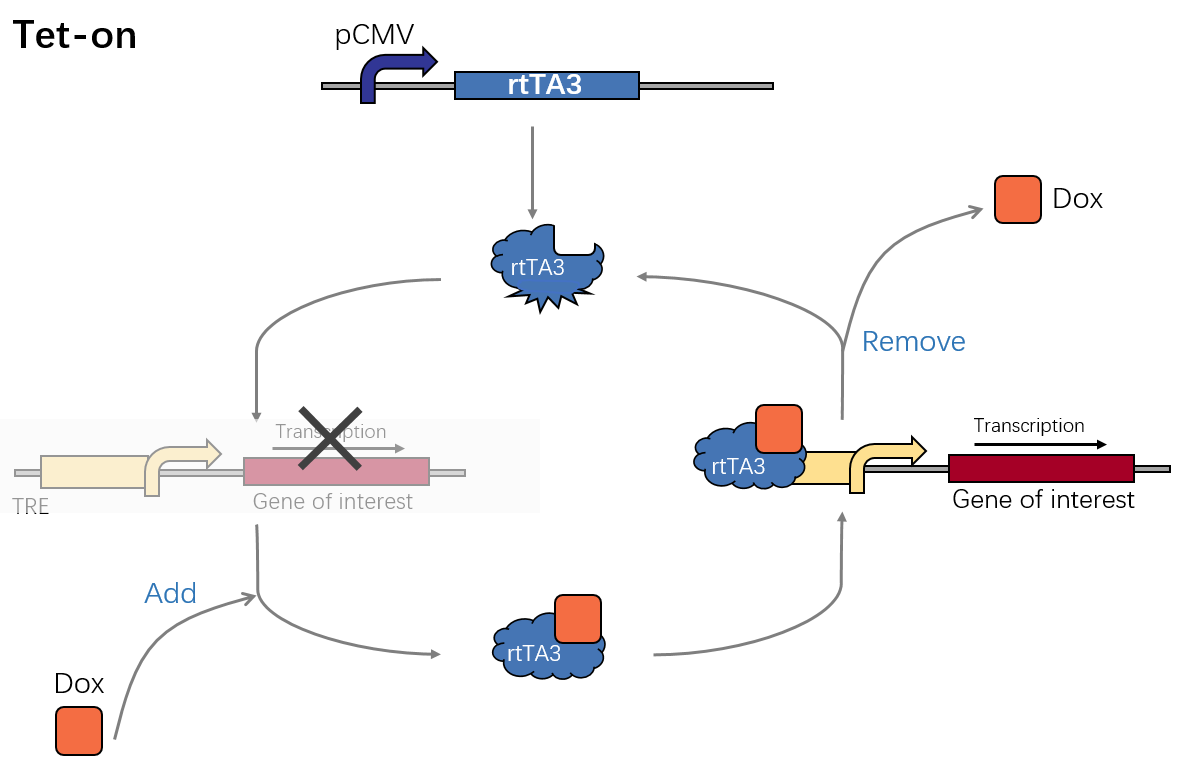 Tet-on
pCMV
rtTA3
Dox
rtTA3
Remove
Transcription
Transcription
rtTA3
TRE
Gene of interest
Gene of interest
Add
rtTA3
Dox